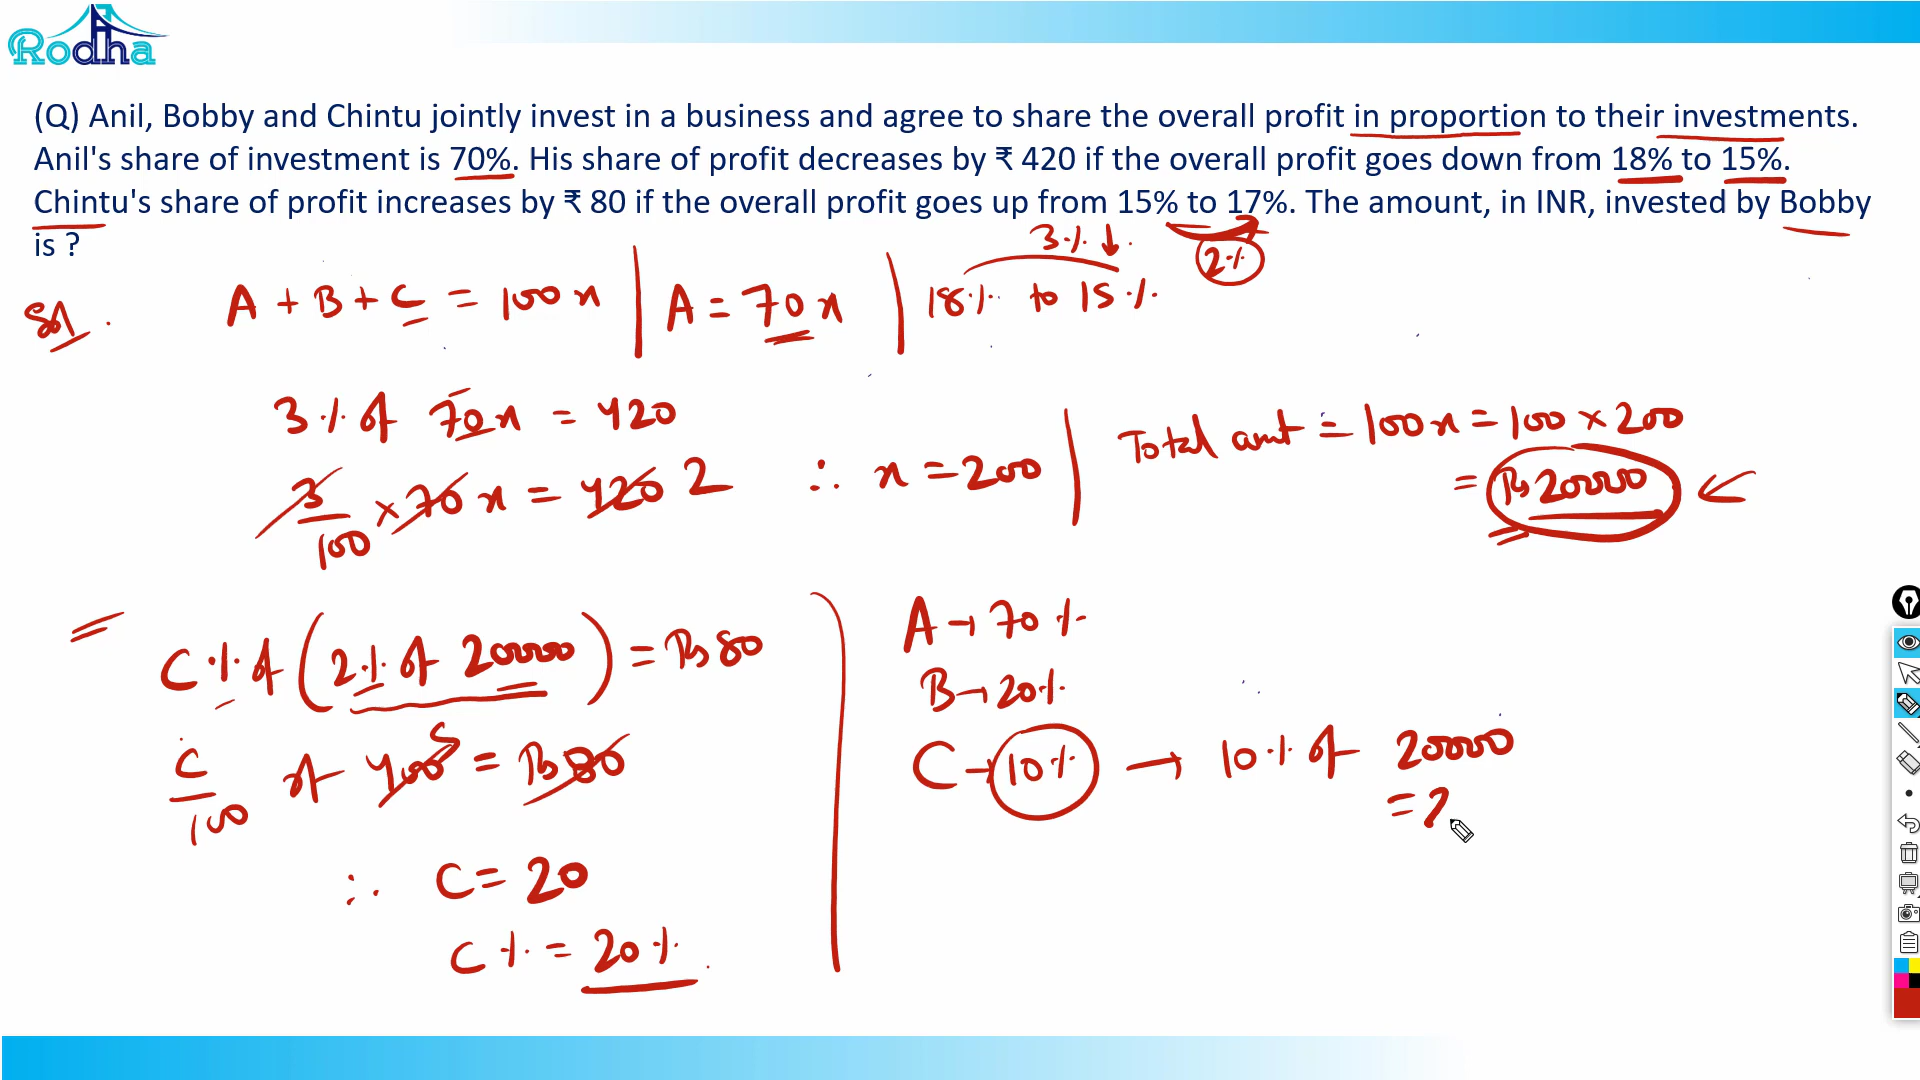 Rodha
(Q) Anil, Bobby and Chintu jointly invest in a business and agree to share the overall profit in proportion to their investments.
Anil's share of investment is 70%. His share of profit decreases by ₹ 420 if the overall profit goes down from 18% to 15%.
Chintu's share of profit increases by ₹ 80 if the overall profit goes up from 15% to 17%. The amount, in INR, invested by Bobby
is ?
3% ↓
2%
Sol.
A + B + C = 100x | A = 70x | 18% to 15%
3% of 70x = 420
3/100 × 70x = 420 2 ∴ x = 200
Total amt = 100x = 100 × 200
= Rs 20000
C% of (2% of 20000) = Rs 80
C/100 of 400 5 = Rs 80
∴ C = 20
C% = 20%
A → 70%
B → 20%
C → 10% → 10% of 20000
= 2